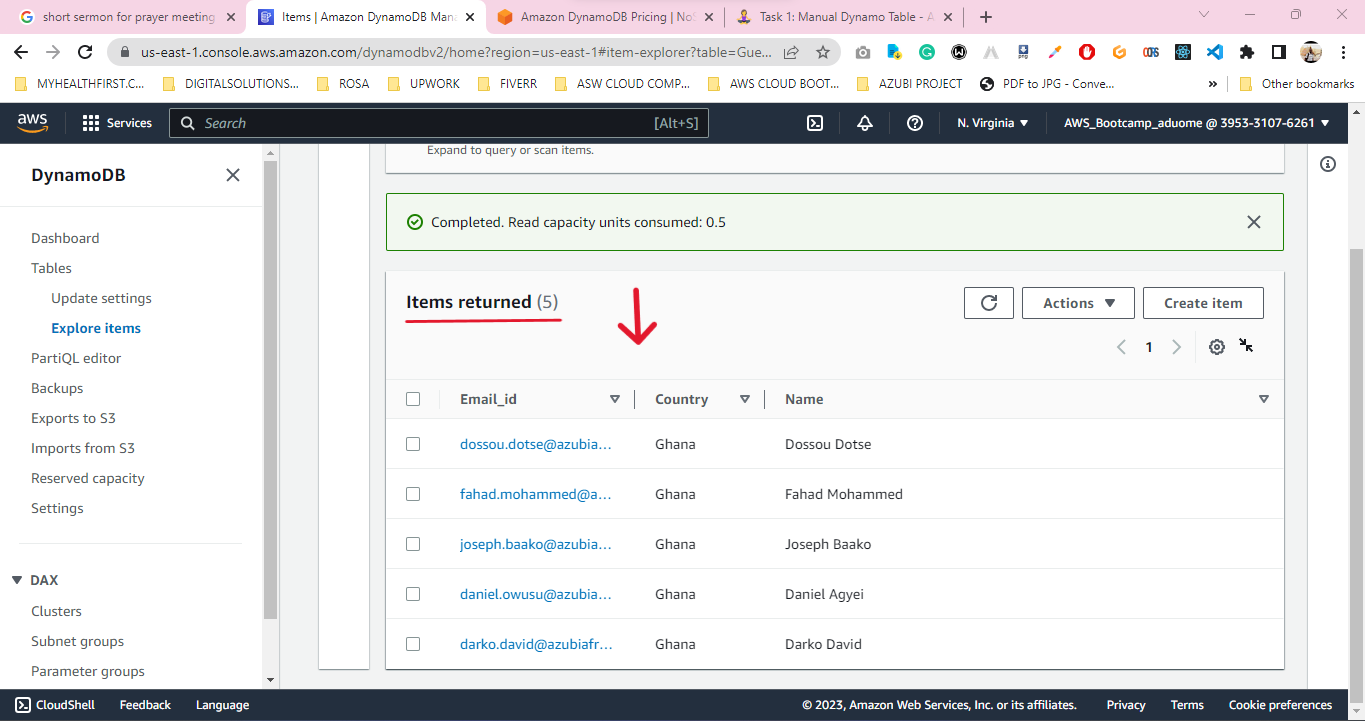 short sermon for prayer meeting
Items | Amazon DynamoDB Mana
Amazon DynamoDB Pricing | NoS
Task 1: Manual Dynamo Table - A
us-east-1.console.aws.amazon.com/dynamodbv2/home?region=us-east-1#item-explorer?table=Gue...
MYHEALTHFIRST.C... DIGITALSOLUTIONS... ROSA UPWORK FIVERR ASW CLOUD COMP... AWS CLOUD BOOT... AZUBI PROJECT PDF to JPG - Conve... » Other bookmarks
aws Services Search [Alt+S] N. Virginia AWS_Bootcamp_aduome @ 3953-3107-6261
DynamoDB
Dashboard
Tables
Update settings
Explore items
PartiQL editor
Backups
Exports to S3
Imports from S3
Reserved capacity
Settings
DAX
Clusters
Subnet groups
Parameter groups
Expand to query or scan items.
Completed. Read capacity units consumed: 0.5
Items returned (5)
Actions
Create item
1
Email_id Country Name
dossou.dotse@azubia... Ghana Dossou Dotse
fahad.mohammed@a... Ghana Fahad Mohammed
joseph.baako@azubia... Ghana Joseph Baako
daniel.owusu@azubia... Ghana Daniel Agyei
darko.david@azubiafr... Ghana Darko David
CloudShell Feedback Language © 2023, Amazon Web Services, Inc. or its affiliates. Privacy Terms Cookie preferences